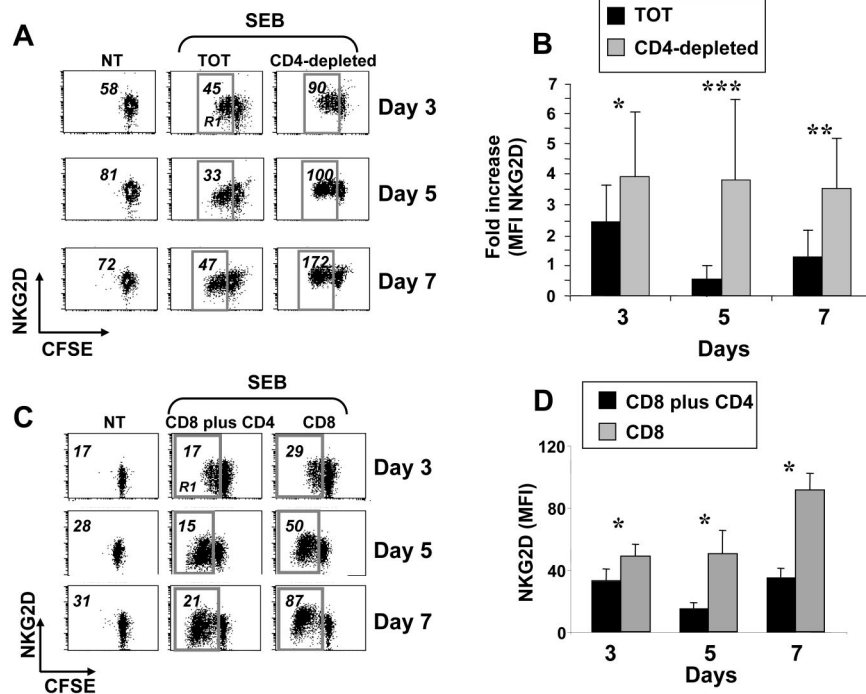 A
SEB
NT TOT CD4-depleted
58 45 90 Day 3
R1
81 33 100 Day 5
72 47 172 Day 7
NKG2D
CFSE
B
TOT
CD4-depleted
Fold increase
(MFI NKG2D)
7
6
5
4
3
2
1
0
* *** **
3 5 7
Days
C
SEB
NT CD8 plus CD4 CD8
17 17 29 Day 3
R1
28 15 50 Day 5
31 21 87 Day 7
NKG2D
CFSE
D
CD8 plus CD4
CD8
NKG2D (MFI)
120
80
40
0
* * *
3 5 7
Days